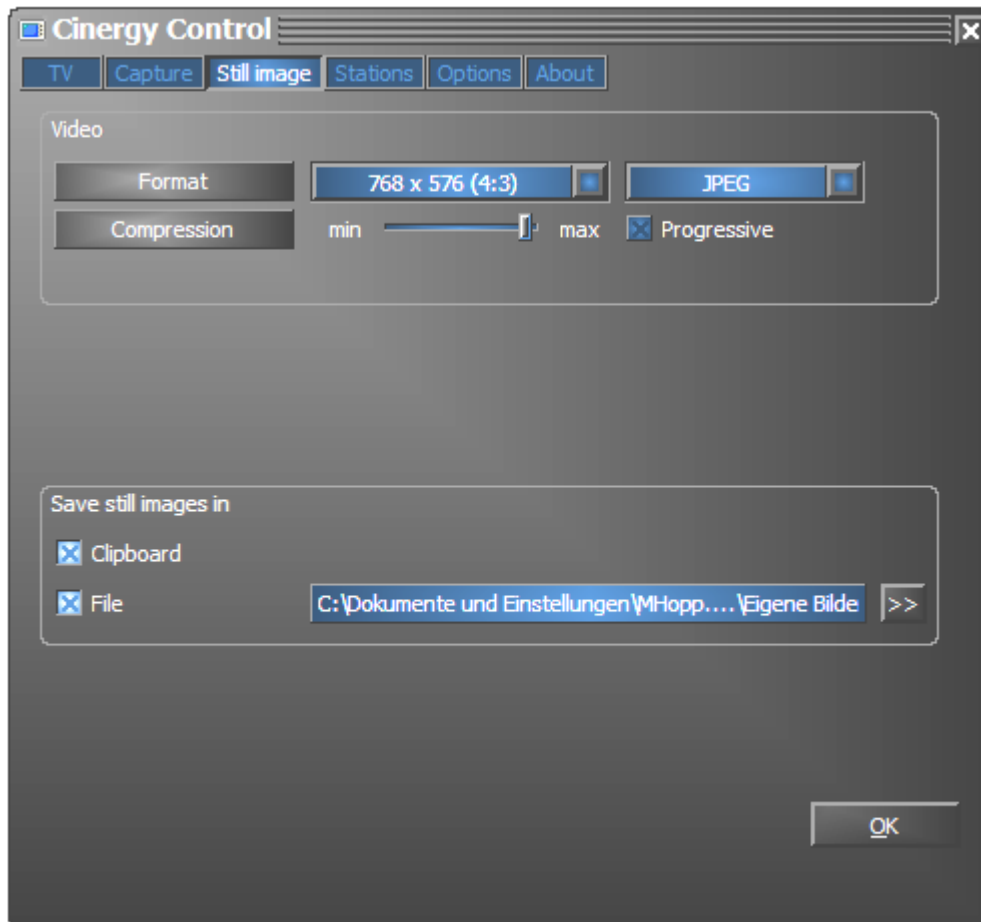 Cinergy Control
TV Capture Still image Stations Options About
Video
Format 768 x 576 (4:3) JPEG
Compression min max Progressive
Save still images in
Clipboard
File C:\Dokumente und Einstellungen\MHopp....\Eigene Bilde >>
OK